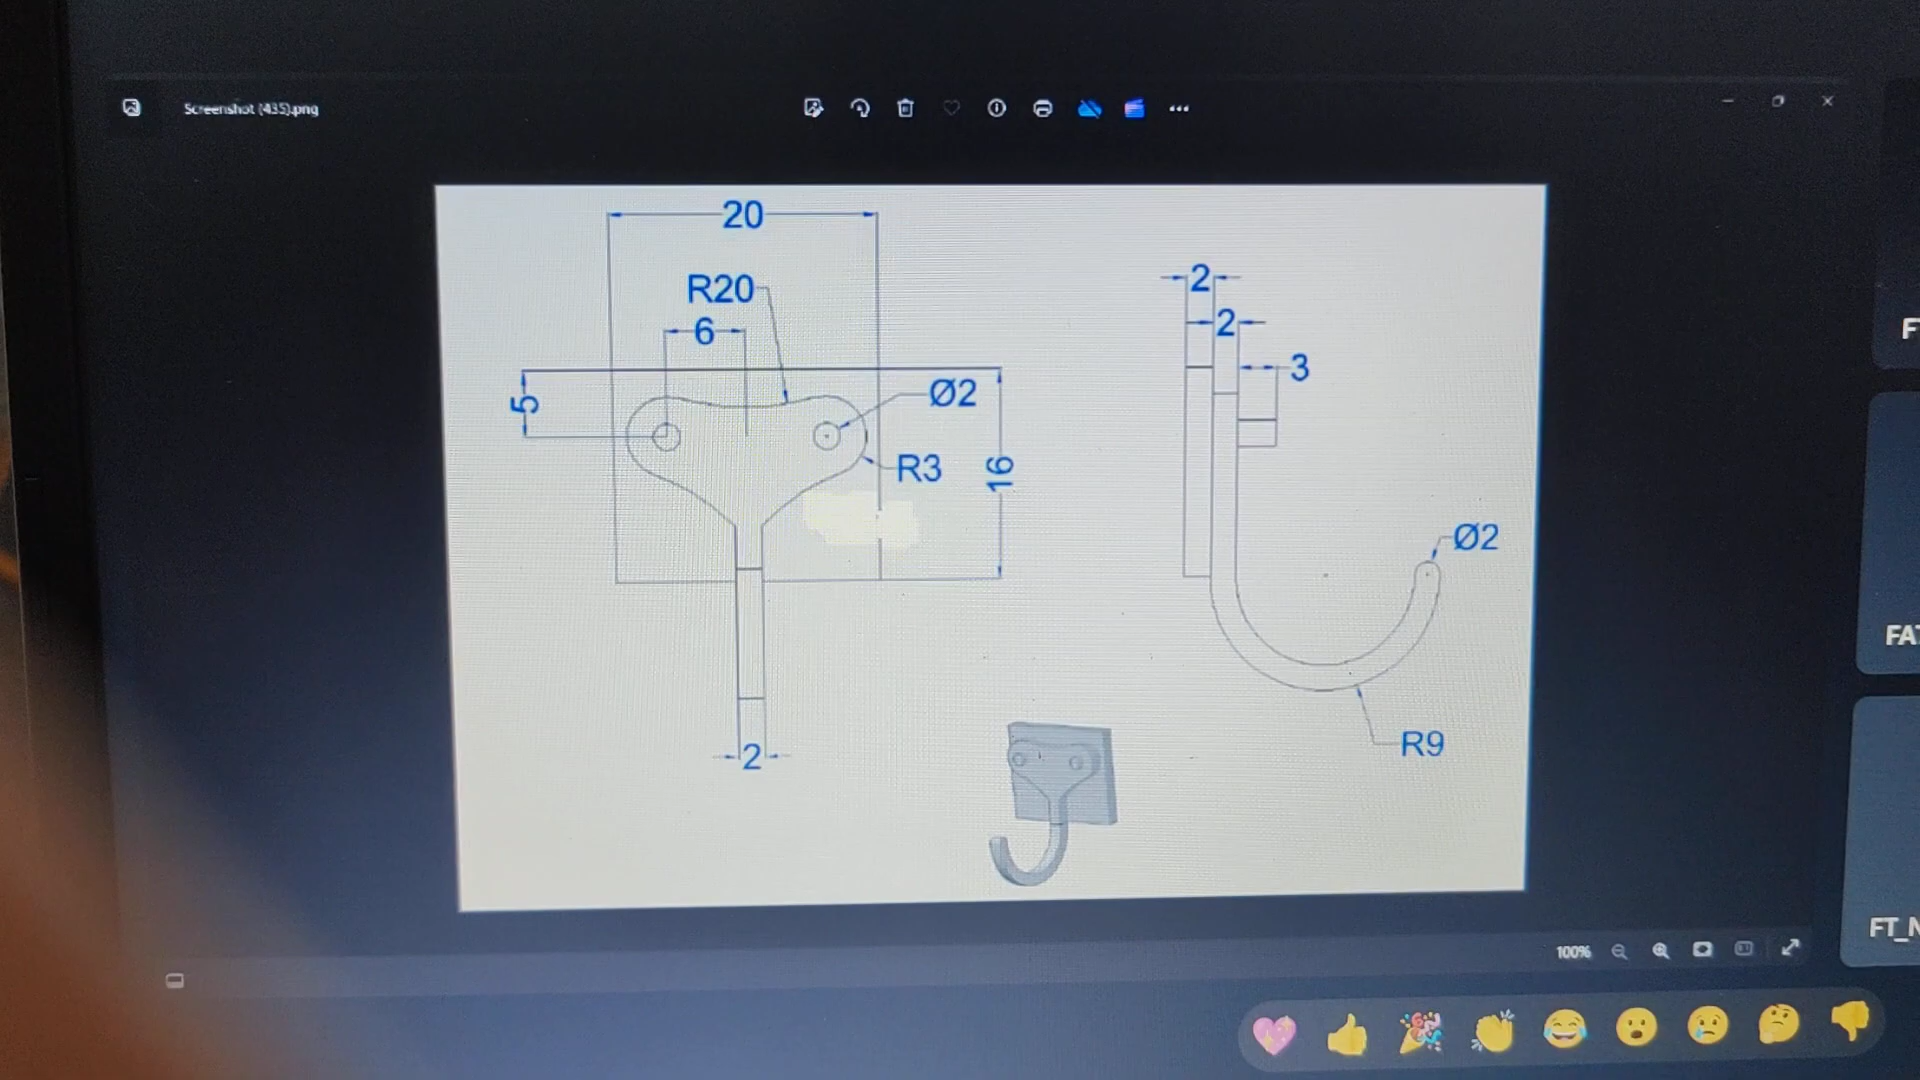 Screenshot (435).png
20
R20
6
5
Ø2
R3
16
2
2
2
3
Ø2
R9
100%
F
FA
FT_N